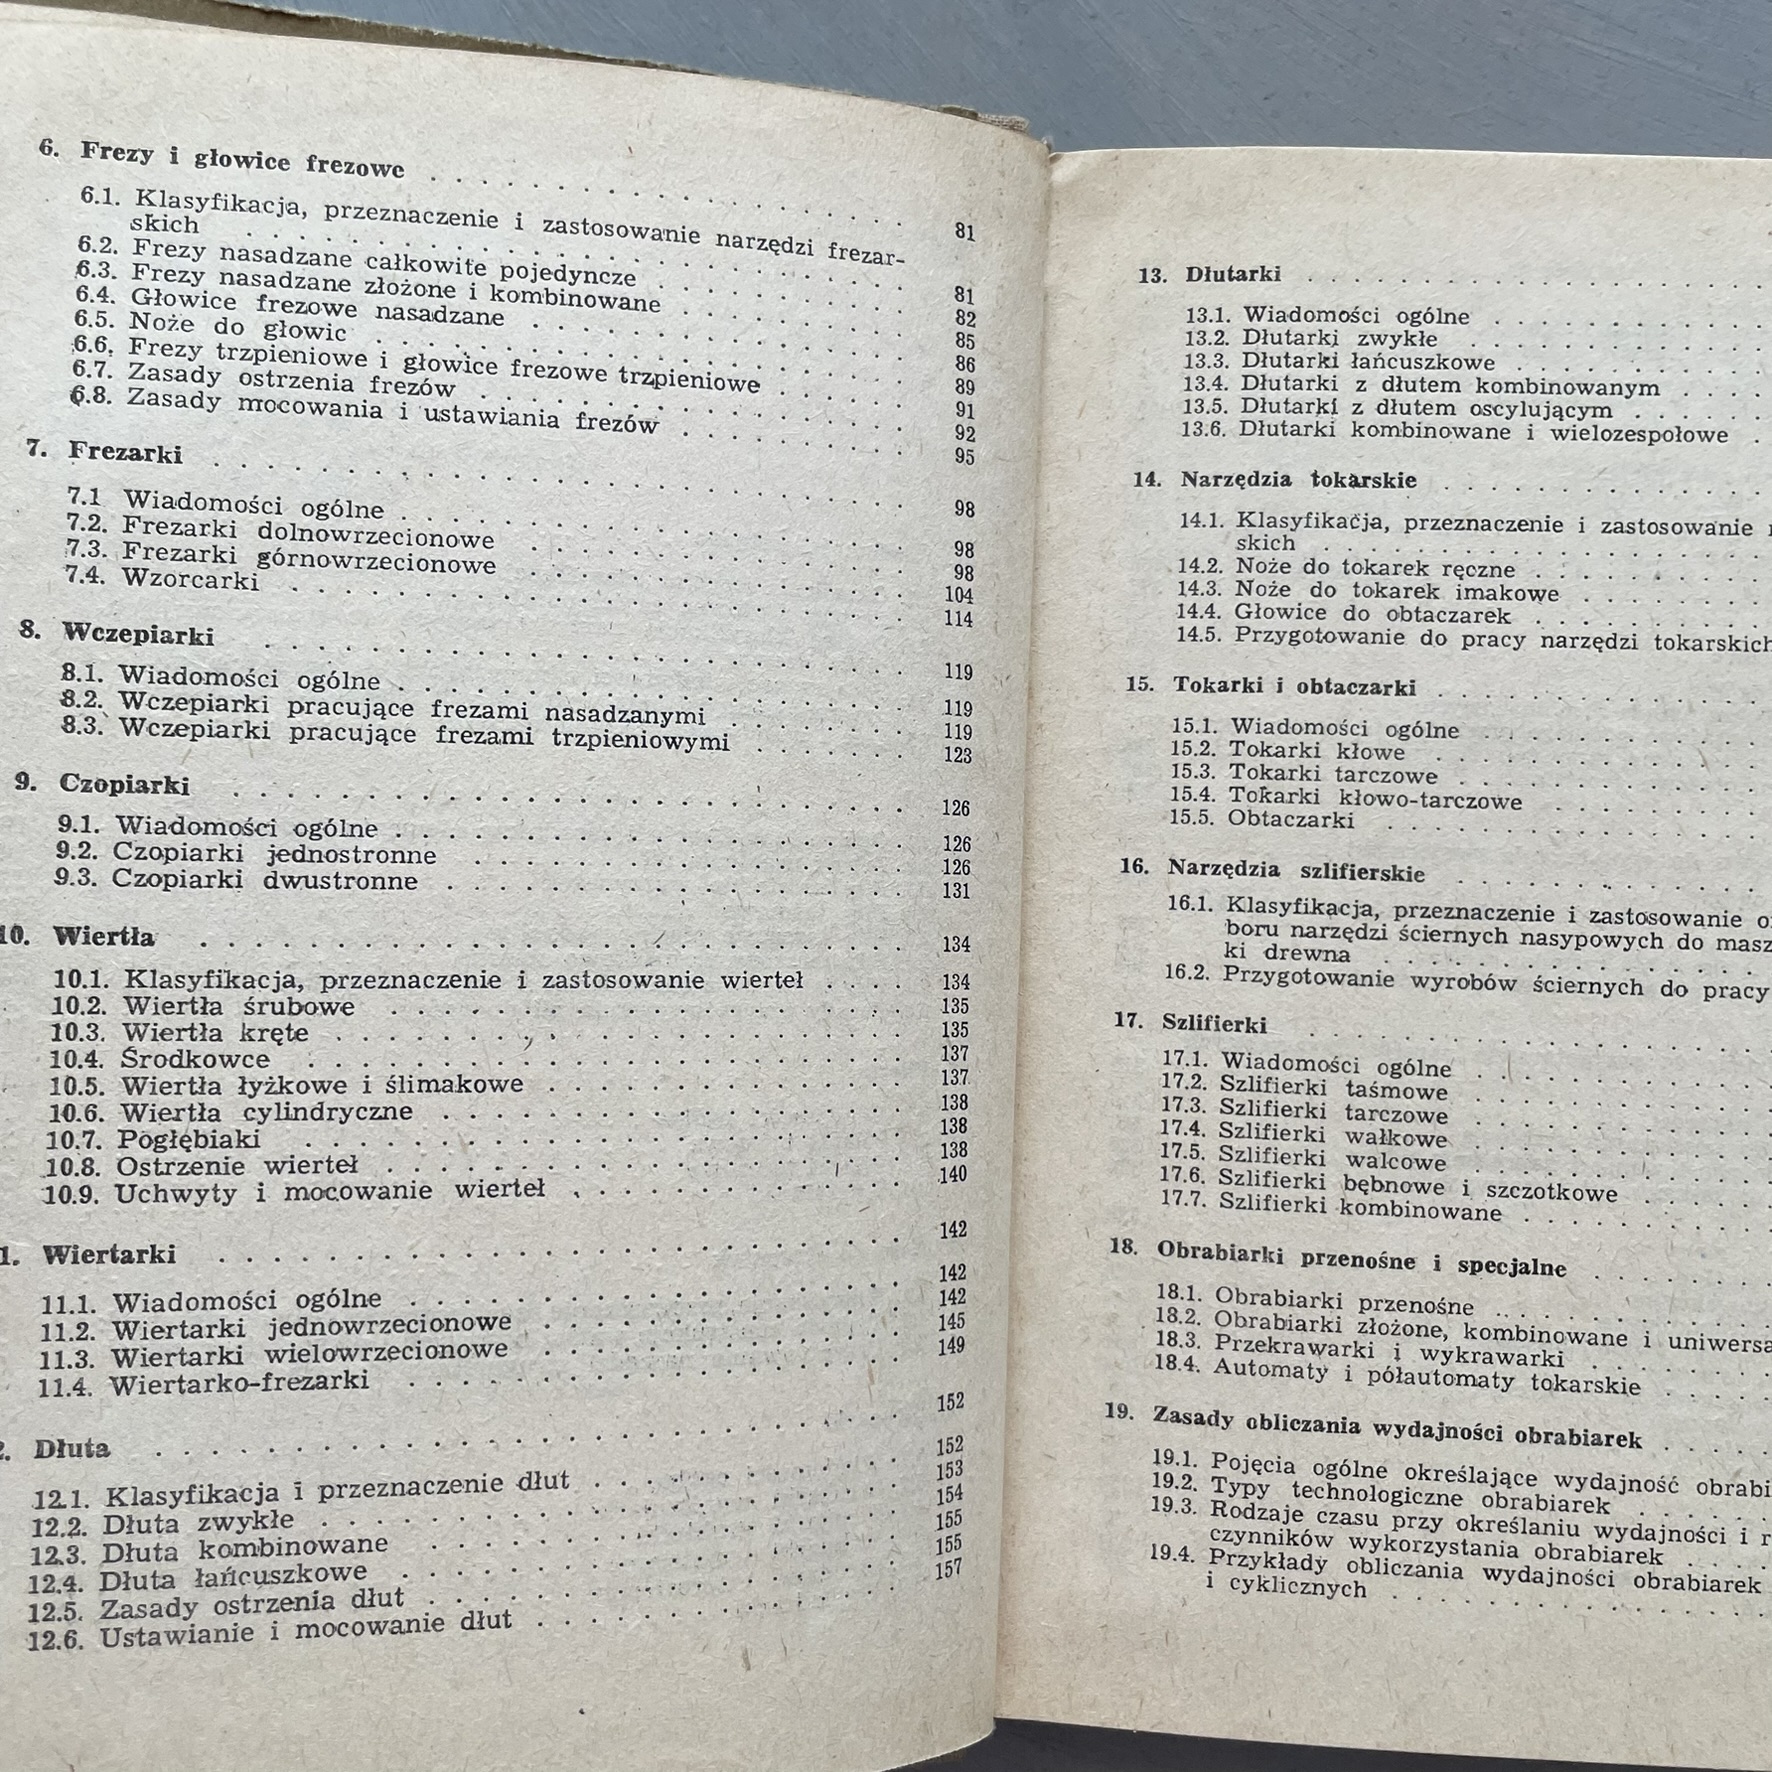 6. Frezy i głowice frezowe . . . . . . . . . . . . . . . . 81
6.1. Klasyfikacja, przeznaczenie i zastosowanie narzędzi frezar-
skich . . . . . . . . . . . . . . . . 81
6.2. Frezy nasadzane całkowite pojedyncze . . . . . . . . . . 82
6.3. Frezy nasadzane złożone i kombinowane . . . . . . . . . 85
6.4. Głowice frezowe nasadzane . . . . . . . . . . . . 86
6.5. Noże do głowic . . . . . . . . . . . . . . . . 89
6.6. Frezy trzpieniowe i głowice frezowe trzpieniowe . . . . . 91
6.7. Zasady ostrzenia frezów . . . . . . . . . . . . . 92
6.8. Zasady mocowania i ustawiania frezów . . . . . . . . 95
7. Frezarki . . . . . . . . . . . . . . . . 98
7.1 Wiadomości ogólne . . . . . . . . . . . . . . . . 98
7.2. Frezarki dolnowrzecionowe . . . . . . . . . . . . 98
7.3. Frezarki górnowrzecionowe . . . . . . . . . . . . 104
7.4. Wzorcarki . . . . . . . . . . . . . . . . 114
8. Wczepiarki . . . . . . . . . . . . . . . . 119
8.1. Wiadomości ogólne . . . . . . . . . . . . . . . . 119
8.2. Wczepiarki pracujące frezami nasadzanymi . . . . . . 119
8.3. Wczepiarki pracujące frezami trzpieniowymi . . . . . . 123
9. Czopiarki . . . . . . . . . . . . . . . . 126
9.1. Wiadomości ogólne . . . . . . . . . . . . . . . . 126
9.2. Czopiarki jednostronne . . . . . . . . . . . . . . 126
9.3. Czopiarki dwustronne . . . . . . . . . . . . . . 131
10. Wiertła . . . . . . . . . . . . . . . . 134
10.1. Klasyfikacja, przeznaczenie i zastosowanie wierteł . . . . 134
10.2. Wiertła śrubowe . . . . . . . . . . . . . . . . 135
10.3. Wiertła kręte . . . . . . . . . . . . . . . . 135
10.4. Środkowce . . . . . . . . . . . . . . . . 137
10.5. Wiertła łyżkowe i ślimakowe . . . . . . . . . . . . 137
10.6. Wiertła cylindryczne . . . . . . . . . . . . . . 138
10.7. Pogłębiaki . . . . . . . . . . . . . . . . 138
10.8. Ostrzenie wierteł . . . . . . . . . . . . . . . . 138
10.9. Uchwyty i mocowanie wierteł . . . . . . . . . . . . 140
1. Wiertarki . . . . . . . . . . . . . . . . 142
11.1. Wiadomości ogólne . . . . . . . . . . . . . . . . 142
11.2. Wiertarki jednowrzecionowe . . . . . . . . . . . . 142
11.3. Wiertarki wielowrzecionowe . . . . . . . . . . . . 145
11.4. Wiertarko-frezarki . . . . . . . . . . . . . . . . 149
2. Dłuta . . . . . . . . . . . . . . . . 152
12.1. Klasyfikacja i przeznaczenie dłut . . . . . . . . . . 152
12.2. Dłuta zwykłe . . . . . . . . . . . . . . . . 153
12.3. Dłuta kombinowane . . . . . . . . . . . . . . . . 154
12.4. Dłuta łańcuszkowe . . . . . . . . . . . . . . . . 155
12.5. Zasady ostrzenia dłut . . . . . . . . . . . . . . 155
12.6. Ustawianie i mocowanie dłut . . . . . . . . . . . . 157
13. Dłutarki . . . . . . . . . . . . . . . .
13.1. Wiadomości ogólne . . . . . . . . . .
13.2. Dłutarki zwykłe . . . . . . . . . . .
13.3. Dłutarki łańcuszkowe . . . . . . . . .
13.4. Dłutarki z dłutem kombinowanym . . . .
13.5. Dłutarki z dłutem oscylującym . . . . .
13.6. Dłutarki kombinowane i wielozespołowe .
14. Narzędzia tokarskie . . . . . . . . . . . .
14.1. Klasyfikacja, przeznaczenie i zastosowanie
skich . . . . . . . . . . . . . . . .
14.2. Noże do tokarek ręczne . . . . . . . . .
14.3. Noże do tokarek imakowe . . . . . . .
14.4. Głowice do obtaczarek . . . . . . . . .
14.5. Przygotowanie do pracy narzędzi tokarskich
15. Tokarki i obtaczarki . . . . . . . . . . . .
15.1. Wiadomości ogólne . . . . . . . . . .
15.2. Tokarki kłowe . . . . . . . . . . . .
15.3. Tokarki tarczowe . . . . . . . . . . .
15.4. Tokarki kłowo-tarczowe . . . . . . . .
15.5. Obtaczarki . . . . . . . . . . . . . .
16. Narzędzia szlifierskie . . . . . . . . . . .
16.1. Klasyfikacja, przeznaczenie i zastosowanie
boru narzędzi ściernych nasypowych do masz
ki drewna . . . . . . . . . . . . . .
16.2. Przygotowanie wyrobów ściernych do pracy
17. Szlifierki . . . . . . . . . . . . . . . .
17.1. Wiadomości ogólne . . . . . . . . . .
17.2. Szlifierki taśmowe . . . . . . . . . . .
17.3. Szlifierki tarczowe . . . . . . . . . . .
17.4. Szlifierki wałkowe . . . . . . . . . . .
17.5. Szlifierki walcowe . . . . . . . . . . .
17.6. Szlifierki bębnowe i szczotkowe . . . . .
17.7. Szlifierki kombinowane . . . . . . . . .
18. Obrabiarki przenośne i specjalne . . . . . .
18.1. Obrabiarki przenośne . . . . . . . . .
18.2. Obrabiarki złożone, kombinowane i uniwersa
18.3. Przekrawarki i wykrawarki . . . . . . .
18.4. Automaty i półautomaty tokarskie . . . .
19. Zasady obliczania wydajności obrabiarek . . . .
19.1. Pojęcia ogólne określające wydajność obrabi
19.2. Typy technologiczne obrabiarek . . . . .
19.3. Rodzaje czasu przy określaniu wydajności i
czynników wykorzystania obrabiarek . . . .
19.4. Przykłady obliczania wydajności obrabiarek
i cyklicznych . . . . . . . . . . . . . .